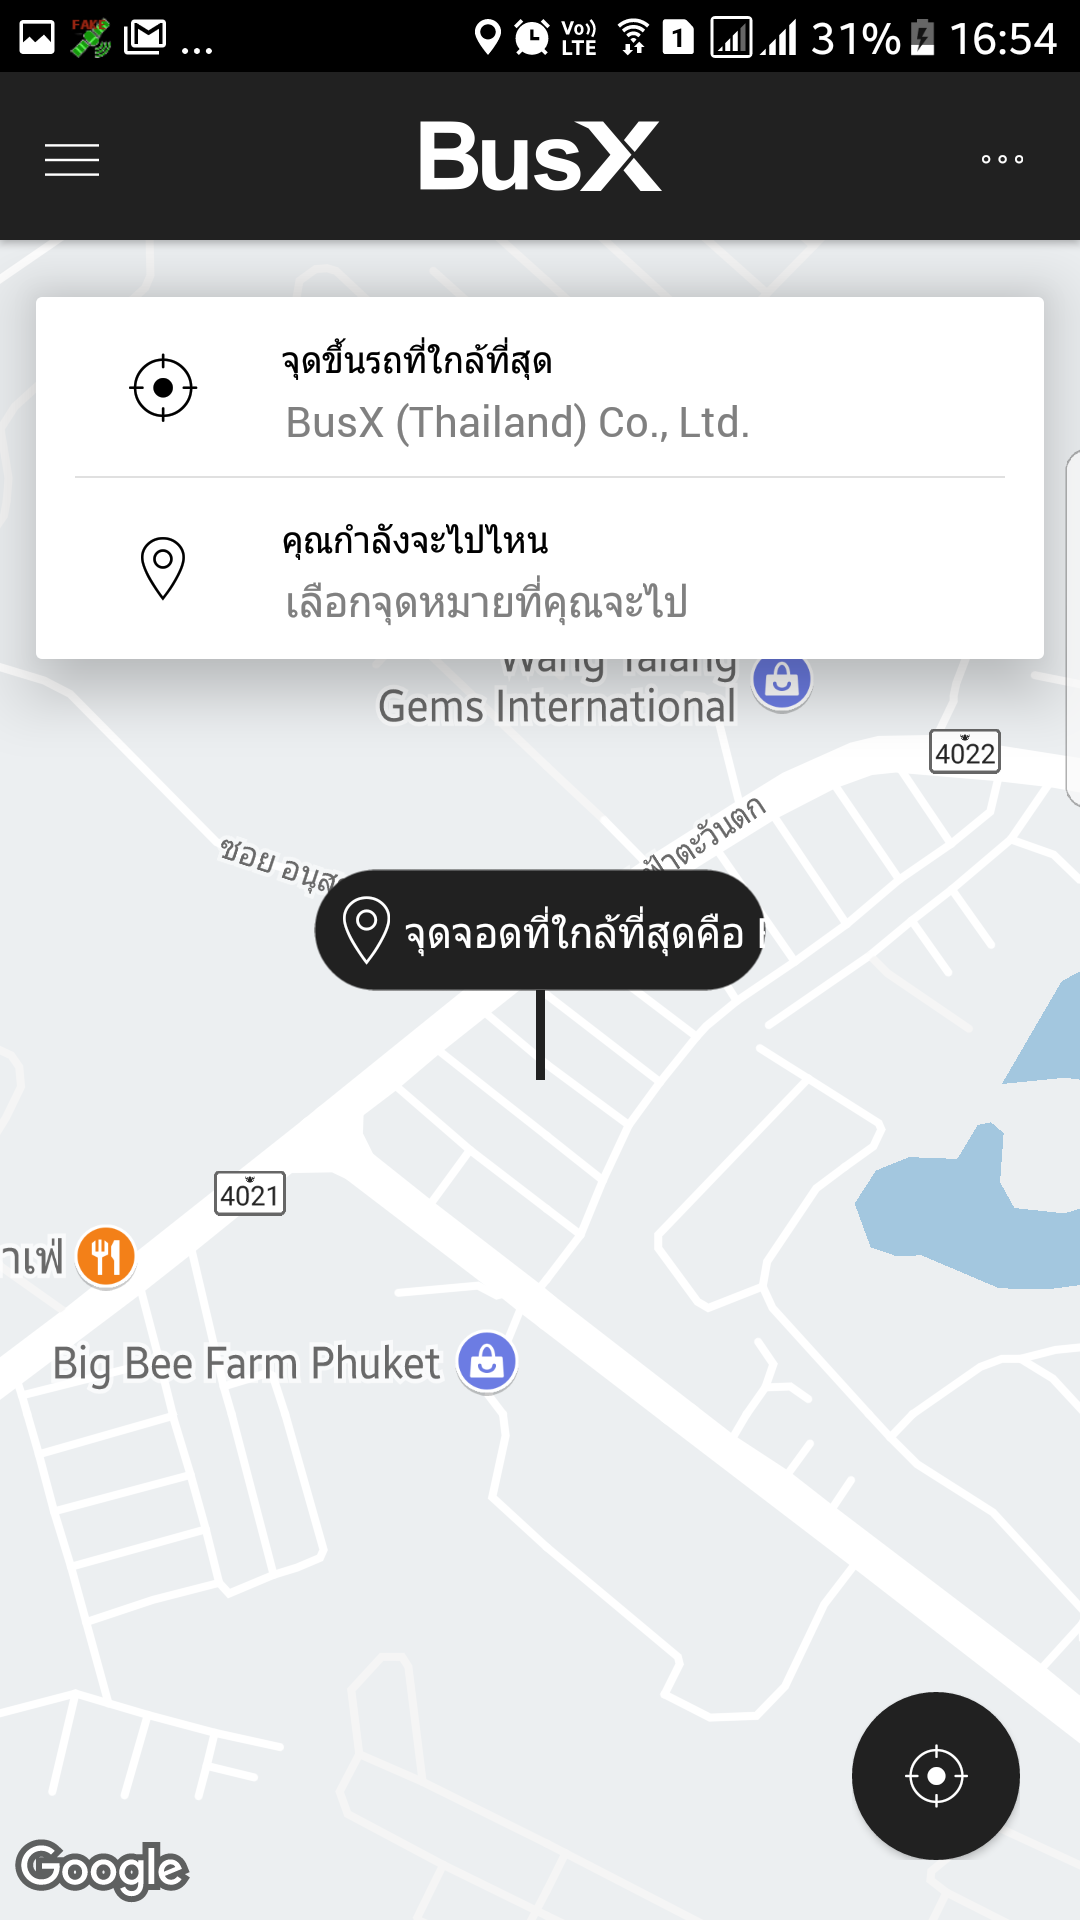 FAKE
...
Vo))
LTE
1
31%
16:54
BusX
จุดขึ้นรถที่ใกล้ที่สุด
BusX (Thailand) Co., Ltd.
คุณกำลังจะไปไหน
เลือกจุดหมายที่คุณจะไป
Wang Talang
Gems International
4022
ซอย อนุส
ฟ้าตะวันตก
จุดจอดที่ใกล้ที่สุดคือ
4021
าเฟ่
Big Bee Farm Phuket
Google